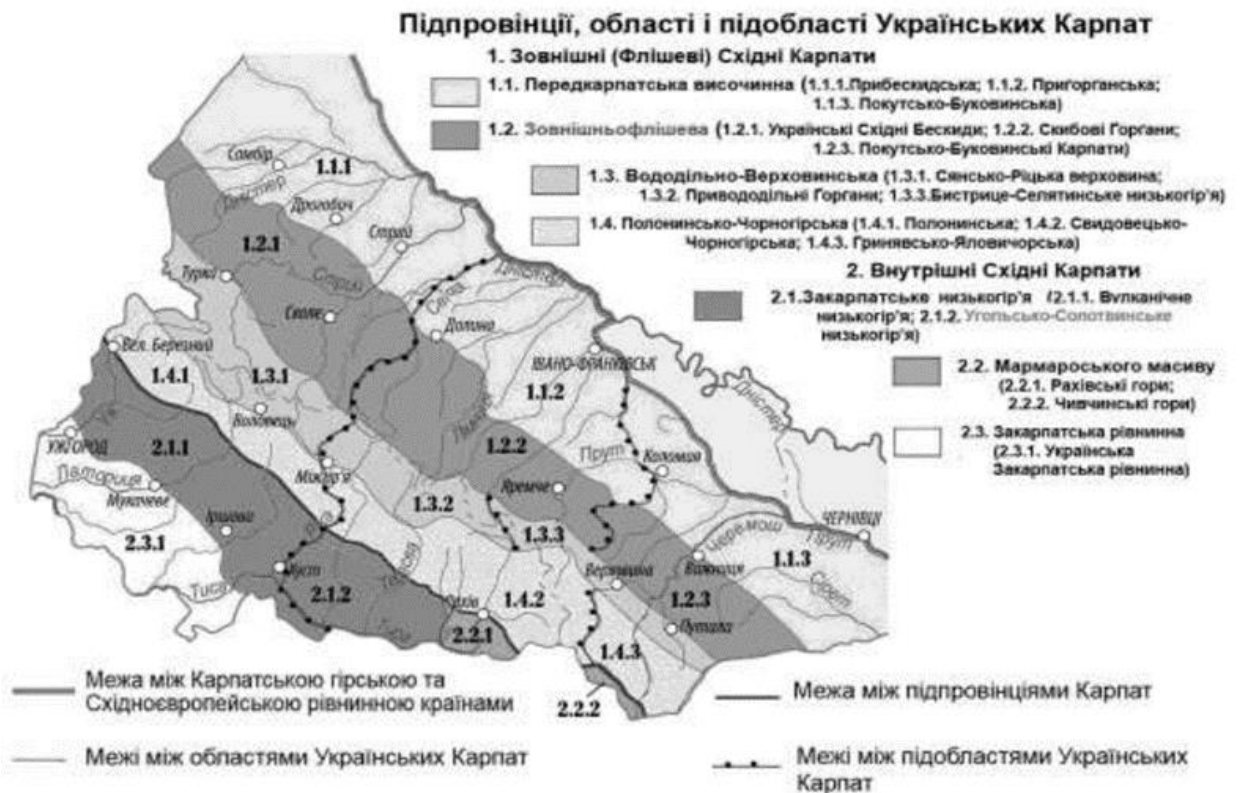 Підпровінції, області і підобласті Українських Карпат
1. Зовнішні (Флішеві) Східні Карпати
1.1. Передкарпатська височинна (1.1.1.Прибескидська; 1.1.2. Пригорганська;
1.1.3. Покутсько-Буковинська)
1.2. Зовнішньофлішева (1.2.1. Українські Східні Бескиди; 1.2.2. Скибові Горґани;
1.2.3. Покутсько-Буковинські Карпати)
1.3. Вододільно-Верховинська (1.3.1. Сянсько-Ріцька верховина;
1.3.2. Привододільні Горгани; 1.3.3.Бистрице-Селятинське низькогір'я)
1.4. Полонинсько-Чорногірська (1.4.1. Полонинська; 1.4.2. Свидовецько-
Чорногірська; 1.4.3. Гринявсько-Яловичорська)
2. Внутрішні Східні Карпати
2.1.Закарпатське низькогір'я (2.1.1. Вулканічне
низькогір'я; 2.1.2. Угольсько-Солотвинське
низькогір'я)
2.2. Мармароського масиву
(2.2.1. Рахівські гори;
2.2.2. Чивчинські гори)
2.3. Закарпатська рівнинна
(2.3.1. Українська
Закарпатська рівнинна)
Самбір
1.1.1
Дністер
Дрогобич
Стрий
1.2.1
Турка
Стрий
Дністер
Свіча
Сколе
Долина
Вел. Березний
ІВАНО-ФРАНКІВСЬК
1.4.1
1.3.1
1.1.2
Дністер
Воловець
Уж
УЖГОРОД
2.1.1
1.2.2
Прут
Коломия
Міжгір'я
Мукачеве
1.3.2
Яремче
Іршава
1.3.3
ЧЕРНІВЦІ
2.3.1
Черемош
Прут
Вижниця
1.1.3
Хуст
Верховина
Сірет
Тиса
2.1.2
Рахів
1.4.2
1.2.3
Путила
2.2.1
1.4.3
2.2.2
Межа між Карпатською гірською та
Східноєвропейською рівнинною країнами
Межа між підпровінціями Карпат
Межі між областями Українських Карпат
Межі між підобластями Українських
Карпат